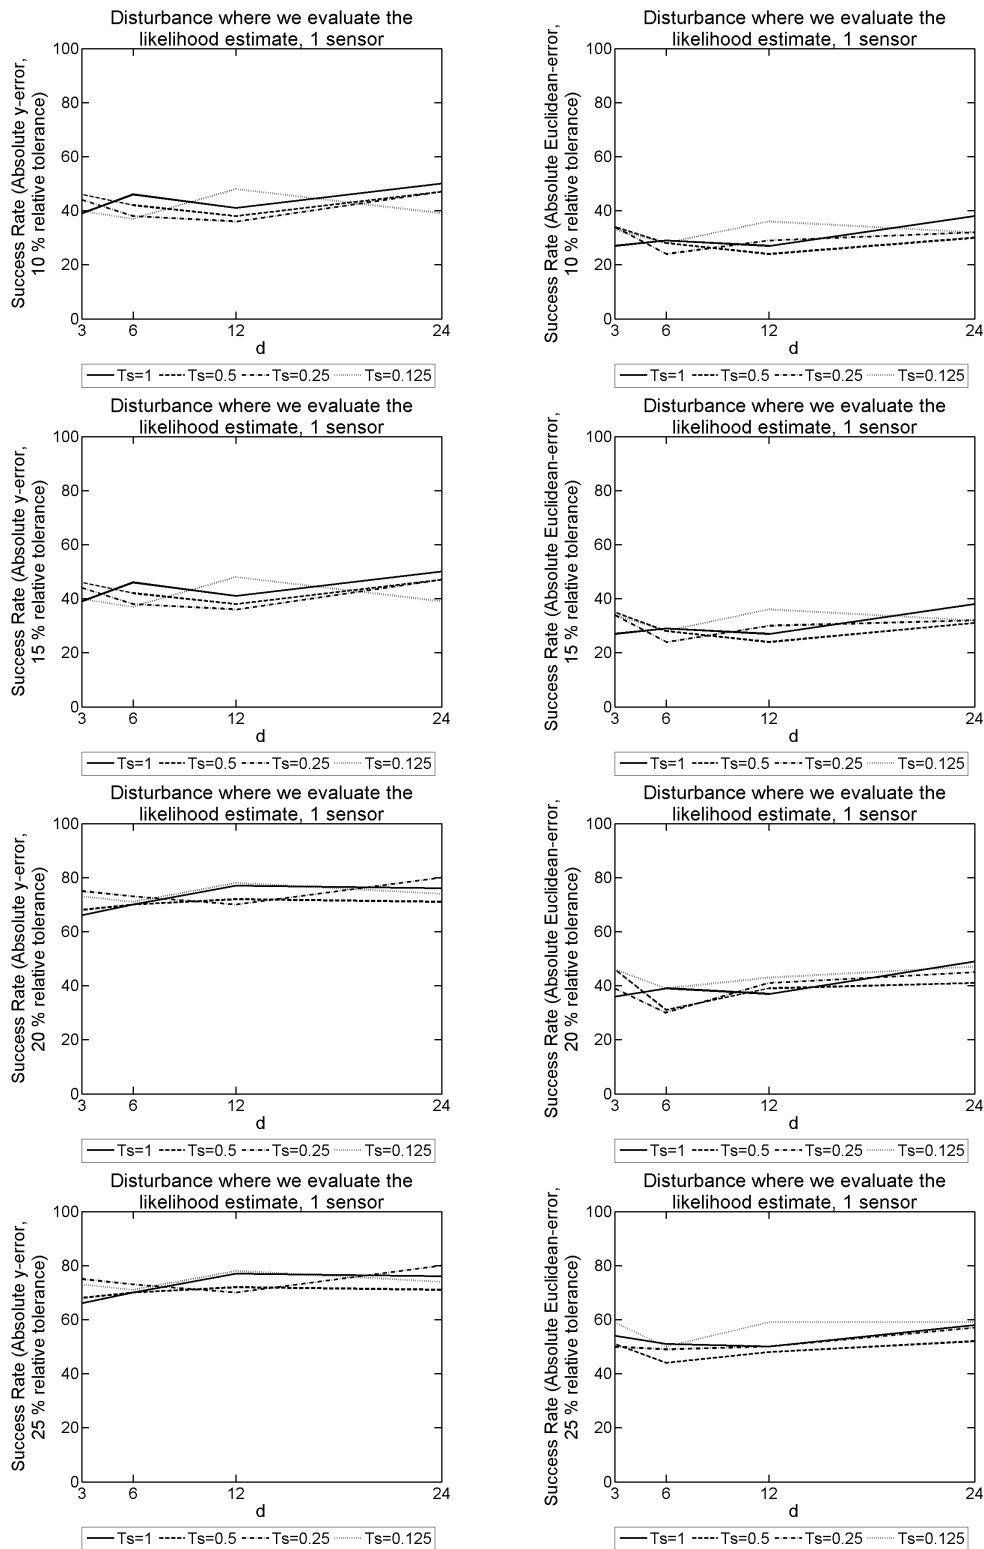 Disturbance where we evaluate the
likelihood estimate, 1 sensor
Success Rate (Absolute y-error,
10 % relative tolerance)
100
80
60
40
20
0
3 6 12 24
d
Ts=1 Ts=0.5 Ts=0.25 Ts=0.125
Disturbance where we evaluate the
likelihood estimate, 1 sensor
Success Rate (Absolute Euclidean-error,
10 % relative tolerance)
100
80
60
40
20
0
3 6 12 24
d
Ts=1 Ts=0.5 Ts=0.25 Ts=0.125
Disturbance where we evaluate the
likelihood estimate, 1 sensor
Success Rate (Absolute y-error,
15 % relative tolerance)
100
80
60
40
20
0
3 6 12 24
d
Ts=1 Ts=0.5 Ts=0.25 Ts=0.125
Disturbance where we evaluate the
likelihood estimate, 1 sensor
Success Rate (Absolute Euclidean-error,
15 % relative tolerance)
100
80
60
40
20
0
3 6 12 24
d
Ts=1 Ts=0.5 Ts=0.25 Ts=0.125
Disturbance where we evaluate the
likelihood estimate, 1 sensor
Success Rate (Absolute y-error,
20 % relative tolerance)
100
80
60
40
20
0
3 6 12 24
d
Ts=1 Ts=0.5 Ts=0.25 Ts=0.125
Disturbance where we evaluate the
likelihood estimate, 1 sensor
Success Rate (Absolute Euclidean-error,
20 % relative tolerance)
100
80
60
40
20
0
3 6 12 24
d
Ts=1 Ts=0.5 Ts=0.25 Ts=0.125
Disturbance where we evaluate the
likelihood estimate, 1 sensor
Success Rate (Absolute y-error,
25 % relative tolerance)
100
80
60
40
20
0
3 6 12 24
d
Ts=1 Ts=0.5 Ts=0.25 Ts=0.125
Disturbance where we evaluate the
likelihood estimate, 1 sensor
Success Rate (Absolute Euclidean-error,
25 % relative tolerance)
100
80
60
40
20
0
3 6 12 24
d
Ts=1 Ts=0.5 Ts=0.25 Ts=0.125